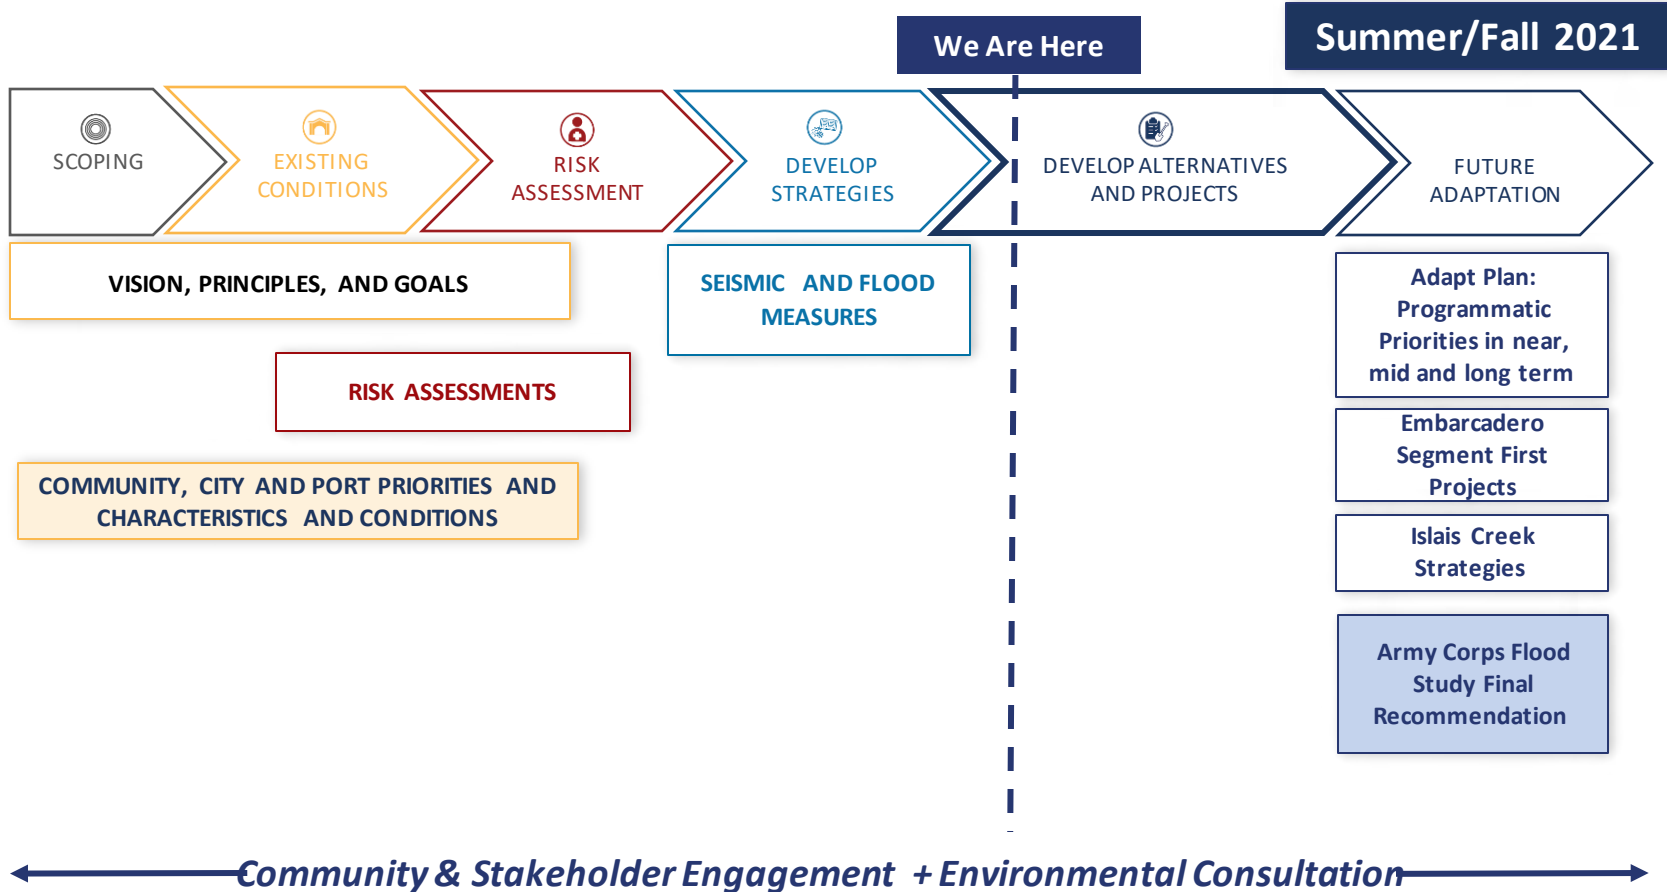 We Are Here
Summer/Fall 2021
SCOPING
EXISTING
CONDITIONS
RISK
ASSESSMENT
DEVELOP
STRATEGIES
DEVELOP ALTERNATIVES
AND PROJECTS
FUTURE
ADAPTATION
VISION, PRINCIPLES, AND GOALS
RISK ASSESSMENTS
COMMUNITY, CITY AND PORT PRIORITIES AND
CHARACTERISTICS AND CONDITIONS
SEISMIC AND FLOOD
MEASURES
Adapt Plan:
Programmatic
Priorities in near,
mid and long term
Embarcadero
Segment First
Projects
Islais Creek
Strategies
Army Corps Flood
Study Final
Recommendation
Community & Stakeholder Engagement + Environmental Consultation